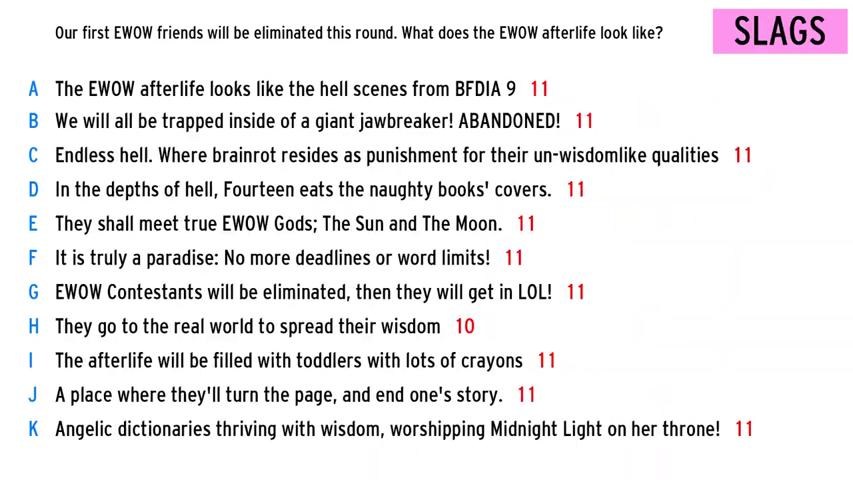 Our first EWOW friends will be eliminated this round. What does the EWOW afterlife look like?
SLAGS
A The EWOW afterlife looks like the hell scenes from BFDIA 9 11
B We will all be trapped inside of a giant jawbreaker! ABANDONED! 11
C Endless hell. Where brainrot resides as punishment for their un-wisdomlike qualities 11
D In the depths of hell, Fourteen eats the naughty books' covers. 11
E They shall meet true EWOW Gods; The Sun and The Moon. 11
F It is truly a paradise: No more deadlines or word limits! 11
G EWOW Contestants will be eliminated, then they will get in LOL! 11
H They go to the real world to spread their wisdom 10
I The afterlife will be filled with toddlers with lots of crayons 11
J A place where they'll turn the page, and end one's story. 11
K Angelic dictionaries thriving with wisdom, worshipping Midnight Light on her throne! 11